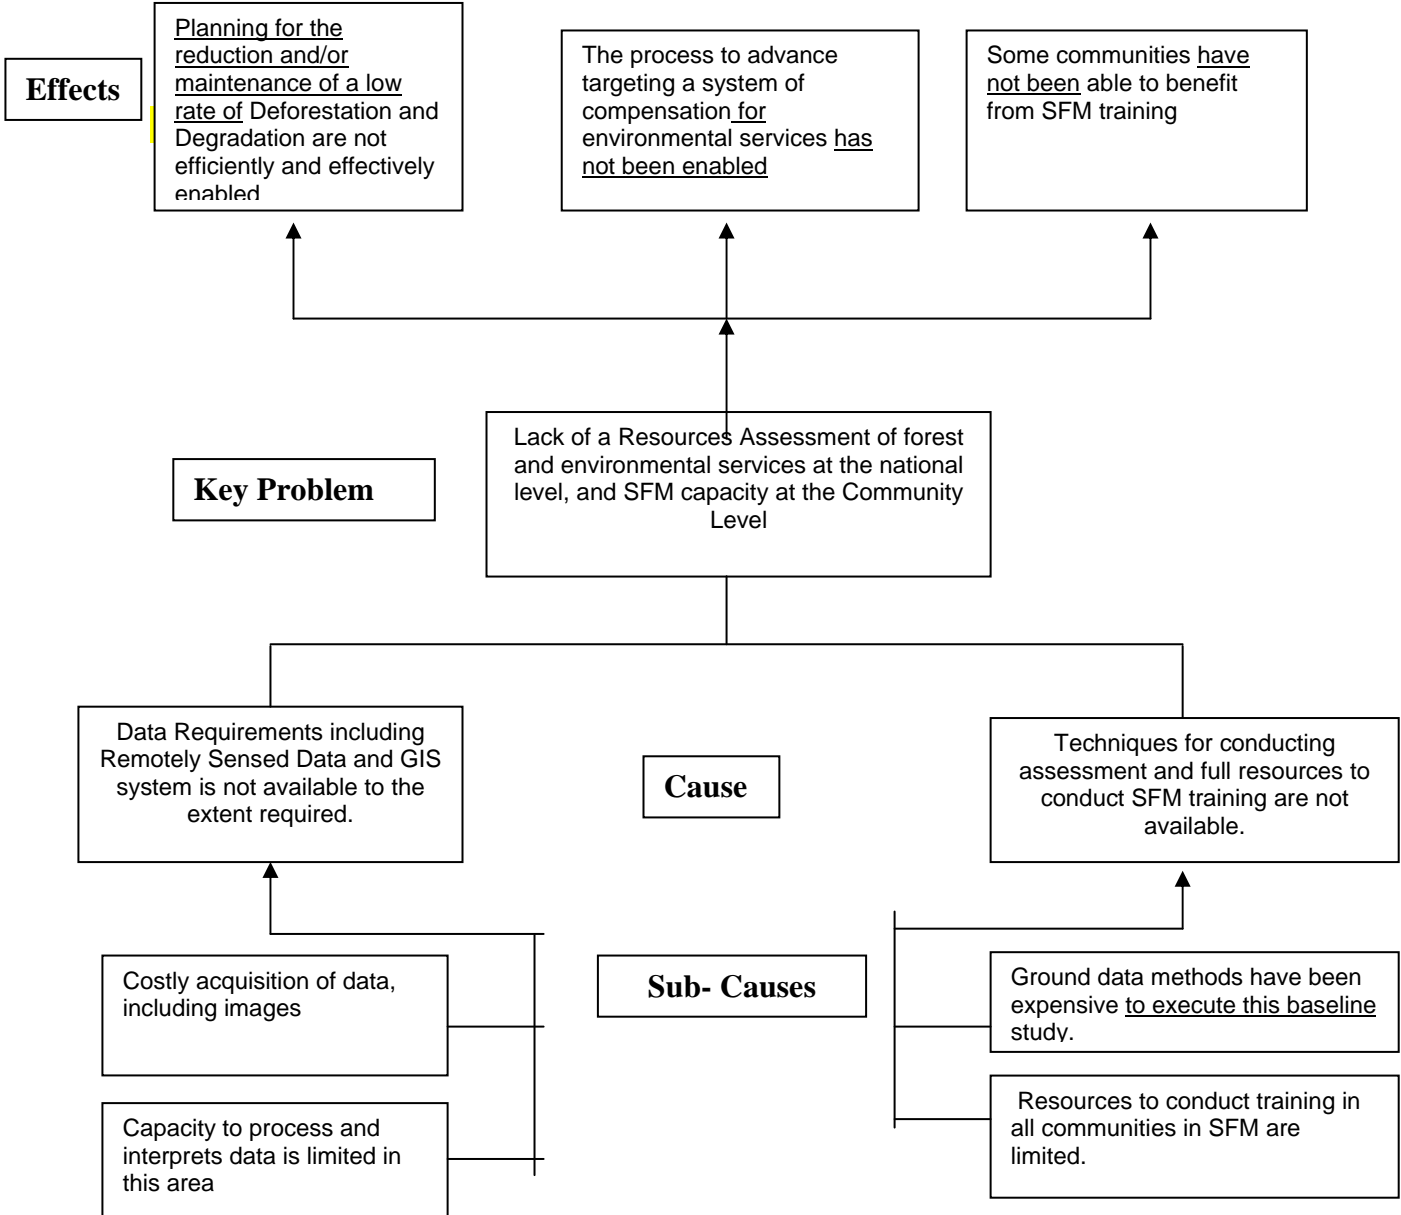 Effects
Planning for the
reduction and/or
maintenance of a low
rate of Deforestation and
Degradation are not
efficiently and effectively
enabled
The process to advance
targeting a system of
compensation for
environmental services has
not been enabled
Some communities have
not been able to benefit
from SFM training
Key Problem
Lack of a Resources Assessment of forest
and environmental services at the national
level, and SFM capacity at the Community
Level
Data Requirements including
Remotely Sensed Data and GIS
system is not available to the
extent required.
Cause
Techniques for conducting
assessment and full resources to
conduct SFM training are not
available.
Costly acquisition of data,
including images
Sub- Causes
Ground data methods have been
expensive to execute this baseline
study.
Capacity to process and
interprets data is limited in
this area
Resources to conduct training in
all communities in SFM are
limited.